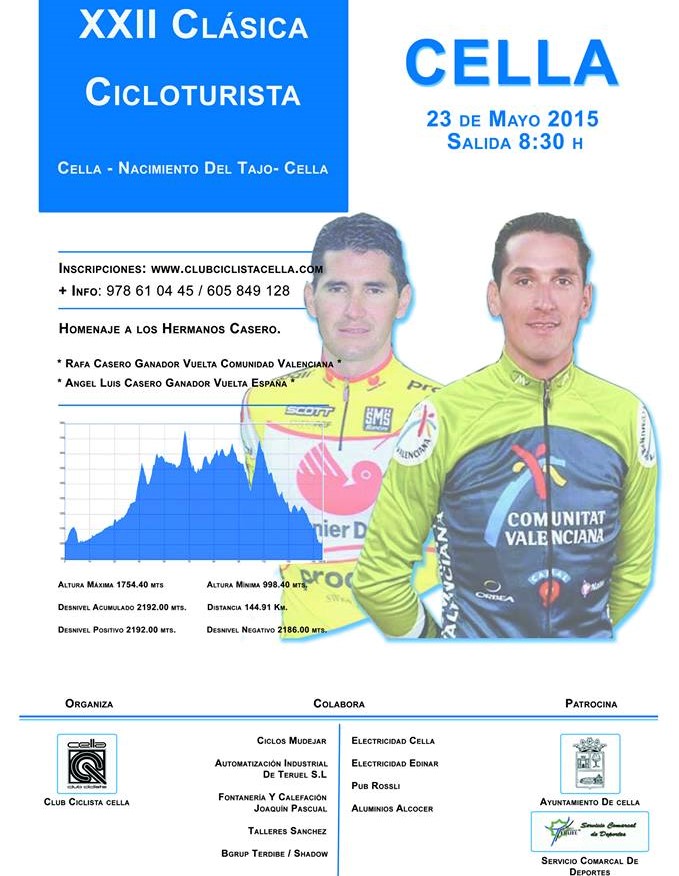 XXII Clásica
Cicloturista
Cella - Nacimiento Del Tajo- Cella
CELLA
23 de Mayo 2015
Salida 8:30 h
Inscripciones: www.clubciclistacella.com
+ Info: 978 61 04 45 / 605 849 128
Homenaje a los Hermanos Casero.
* Rafa Casero Ganador Vuelta Comunidad Valenciana *
* Angel Luis Casero Ganador Vuelta España *
SCOTT
SMS
Santini
nier D
proc
VALENCIANA
COMUNITAT
VALENCIANA
ORBEA
Altura Máxima 1754.40 mts
Altura Mínima 998.40 mts.
Desnivel Acumulado 2192.00 mts.
Distancia 144.91 Km.
Desnivel Positivo 2192.00 mts.
Desnivel Negativo 2186.00 mts.
Organiza
Colabora
Patrocina
cella
club ciclista
Club Ciclista cella
Ciclos Mudejar
Automatización Industrial
De Teruel S.L
Fontanería Y Calefación
Joaquín Pascual
Talleres Sanchez
Bgrup Terdibe / Shadow
Electricidad Cella
Electricidad Edinar
Pub Rossli
Aluminios Alcocer
Ayuntamiento De cella
Servicio Comarcal
de Deportes
Servicio Comarcal De
Deportes